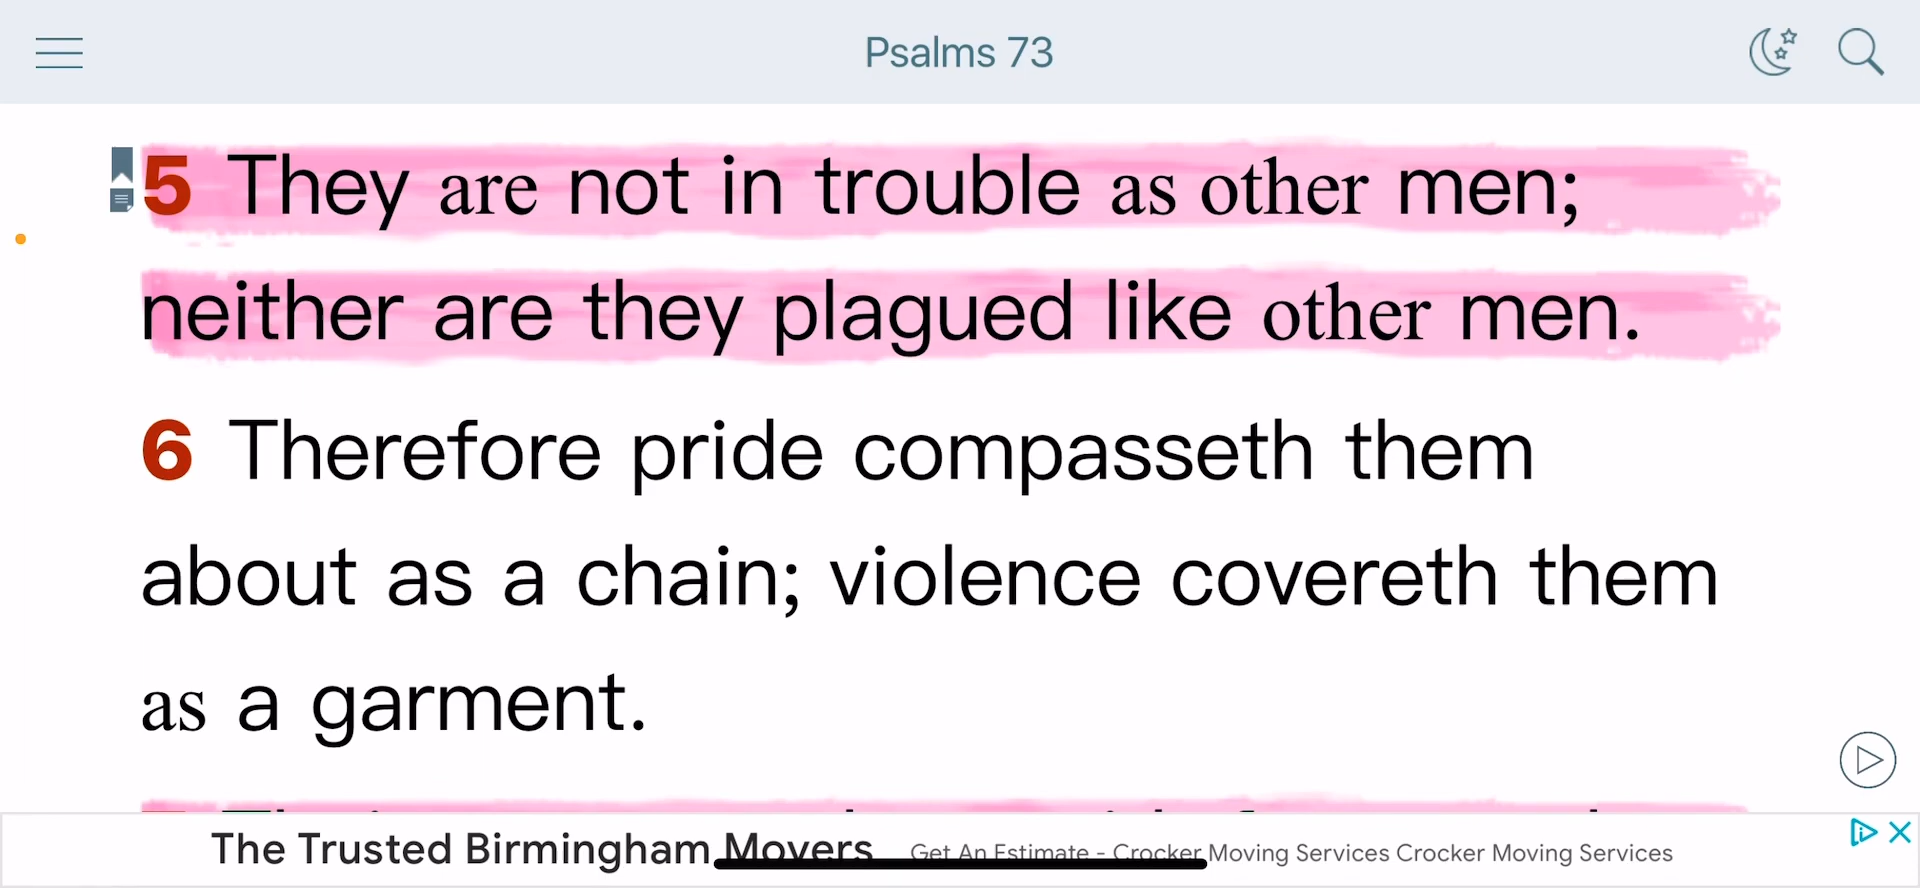 Psalms 73
5 They are not in trouble as other men;
neither are they plagued like other men.
6 Therefore pride compasseth them
about as a chain; violence covereth them
as a garment.
The Trusted Birmingham Movers Get An Estimate - Crocker Moving Services Crocker Moving Services